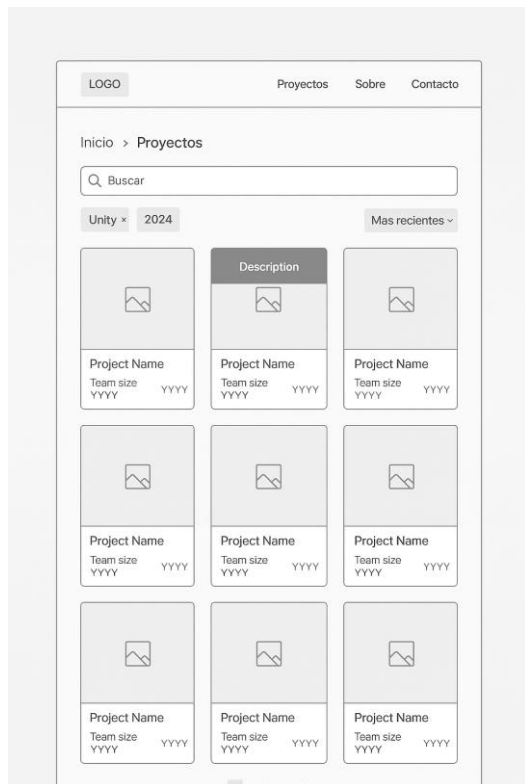 LOGO Proyectos Sobre Contacto
Inicio > Proyectos
Buscar
Unity × 2024 Mas recientes
Description
Project Name Project Name Project Name
Team size Team size Team size
YYYY YYYY YYYY YYYY YYYY YYYY
Project Name Project Name Project Name
Team size Team size Team size
YYYY YYYY YYYY YYYY YYYY YYYY
Project Name Project Name Project Name
Team size Team size Team size
YYYY YYYY YYYY YYYY YYYY YYYY